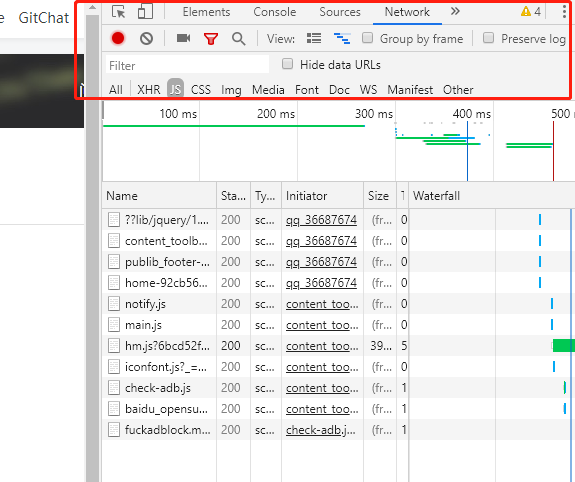 e GitChat
Elements Console Sources Network » 4
View: Group by frame Preserve log
Filter Hide data URLs
All XHR JS CSS Img Media Font Doc WS Manifest Other
100 ms 200 ms 300 ms 400 ms 500 m
Name Sta... Ty... Initiator Size T Waterfall
??lib/jquery/1.... 200 sc... qq_36687674 (fr... 0
content_toolb... 200 sc... qq_36687674 (fr... 0
publib_footer-... 200 sc... qq_36687674 (fr... 0
home-92cb56... 200 sc... qq_36687674 (fr... 0
notify.js 200 sc... content_too... (fr... 0
main.js 200 sc... content_too... (fr... 0
hm.js?6bcd52f... 200 sc... content_too... 39... 5
iconfont.js?_=... 200 sc... content_too... (fr... 0
check-adb.js 200 sc... content_too... (fr... 1
baidu_opensu... 200 sc... content_too... (fr... 1
fuckadblock.m... 200 sc... check-adb.j... (fr... 1